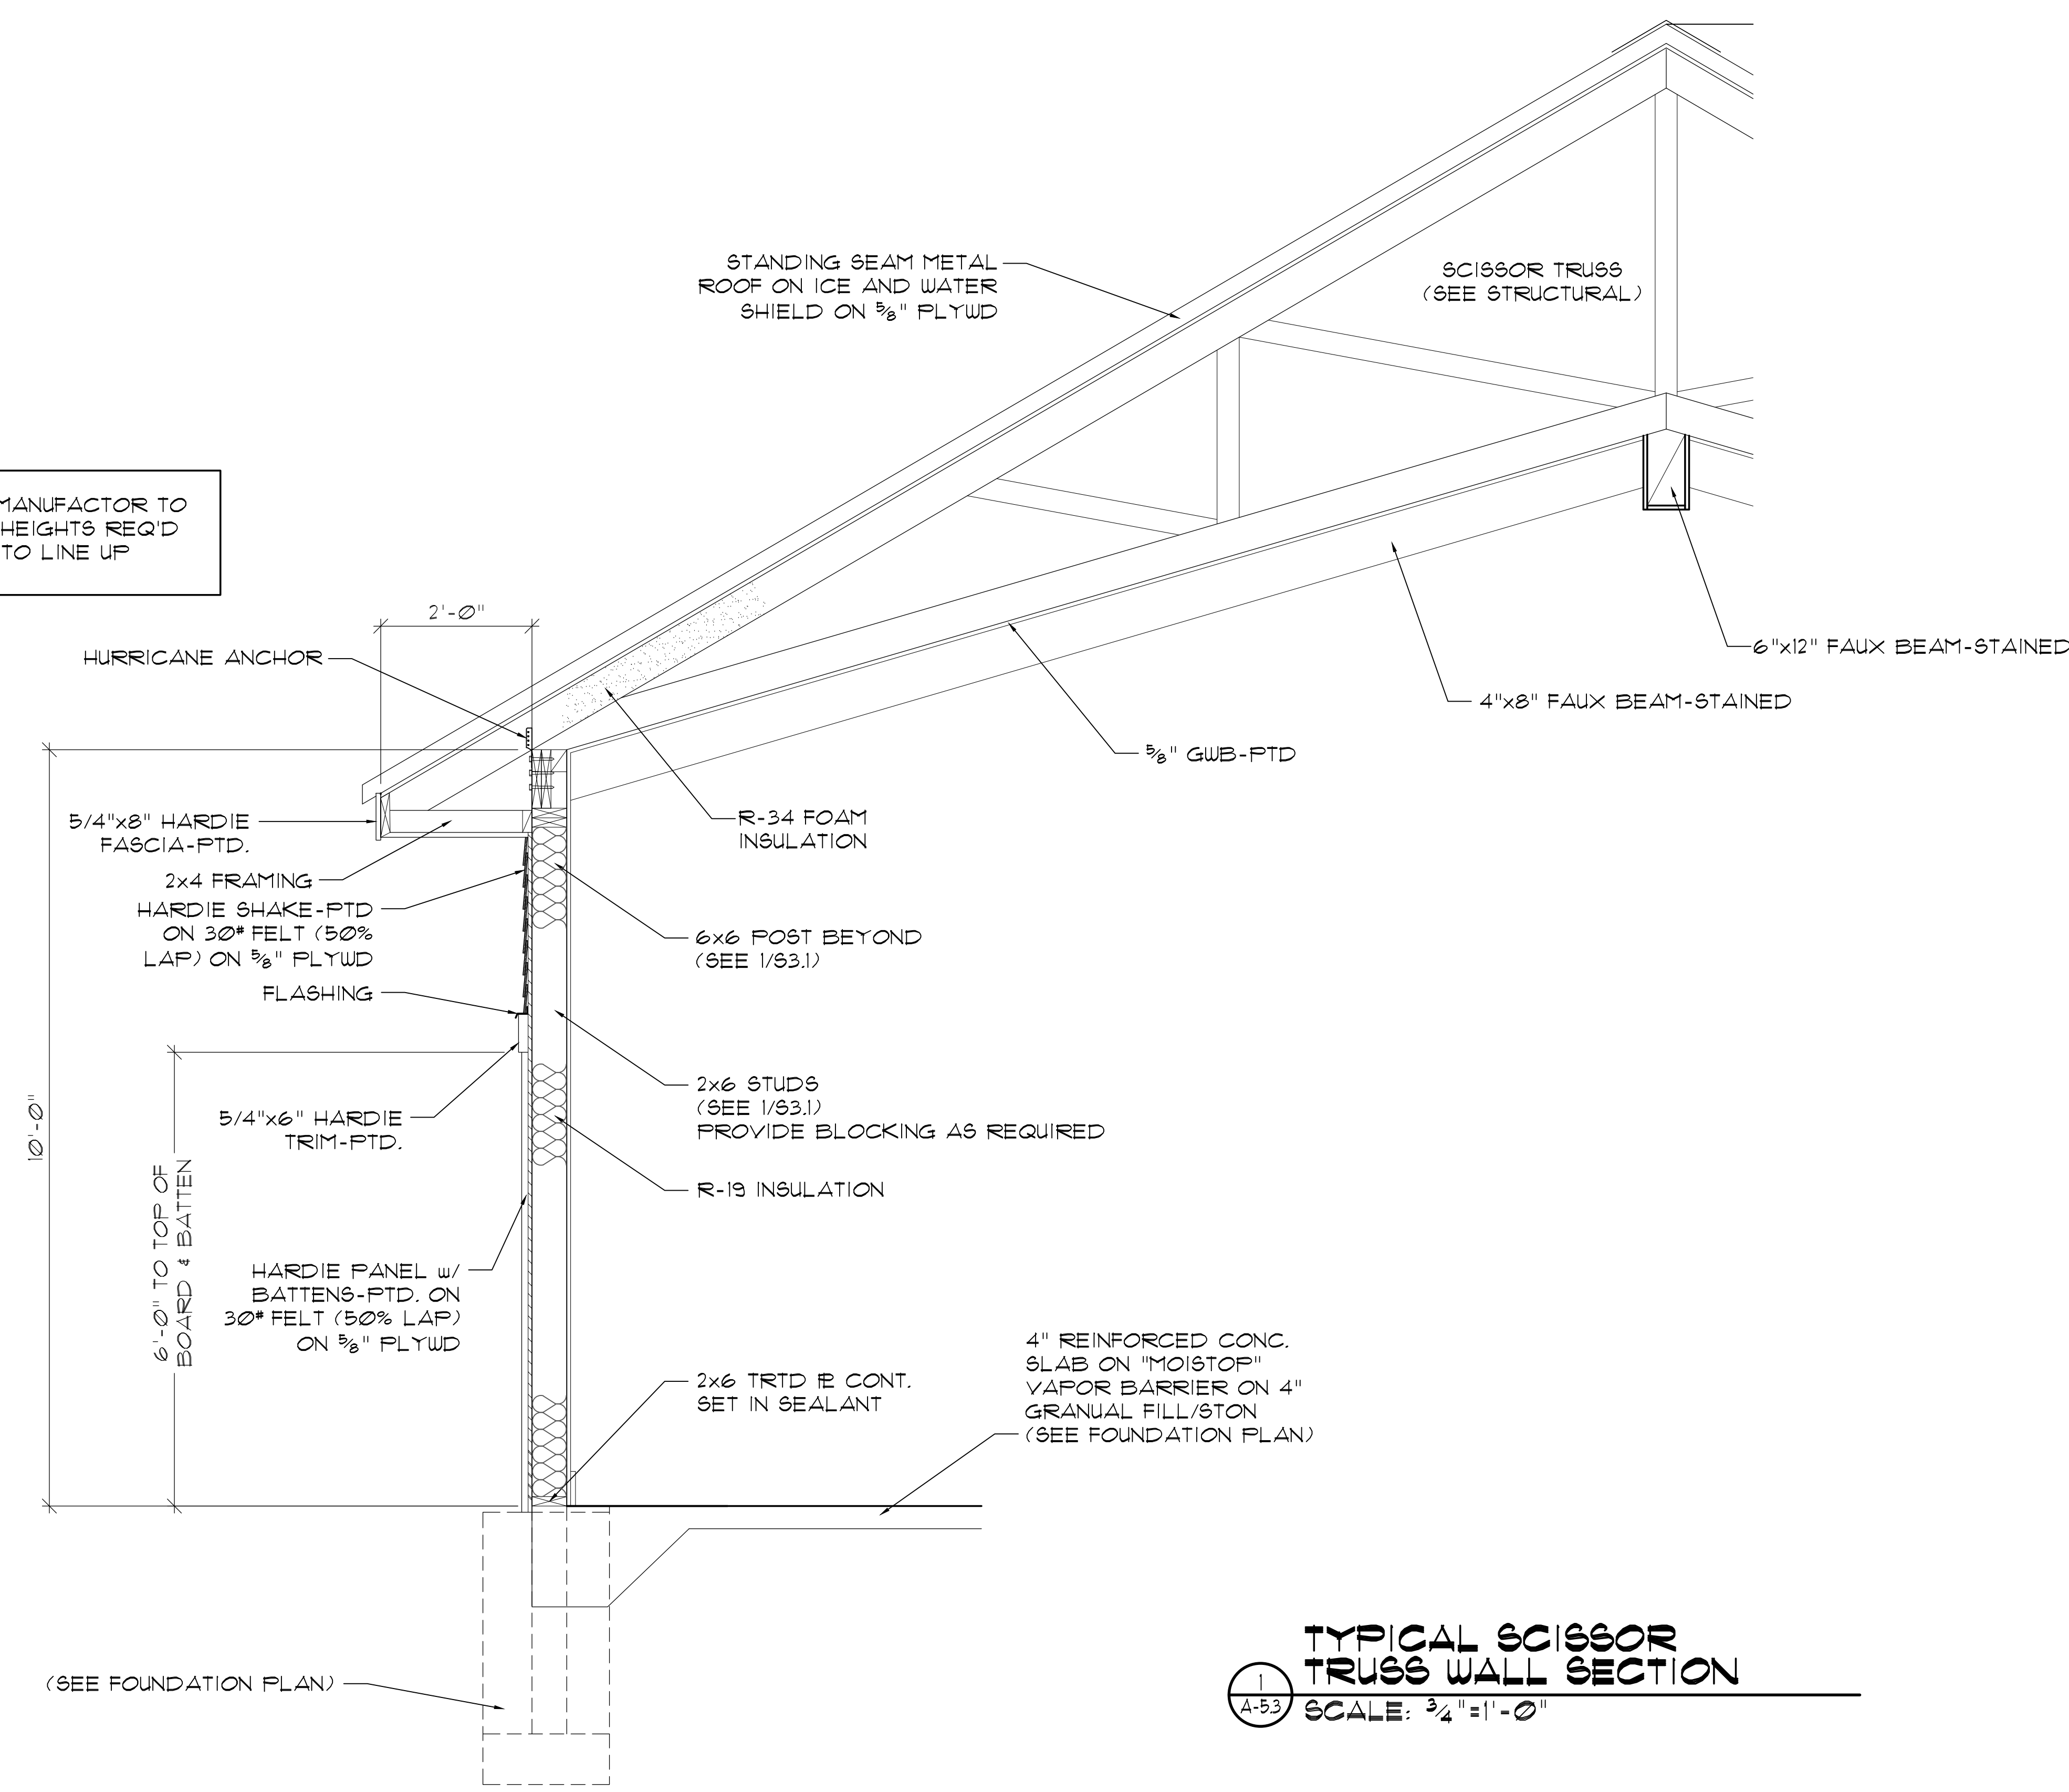 STANDING SEAM METAL
ROOF ON ICE AND WATER
SHIELD ON 5/8" PLYWD
SCISSOR TRUSS
(SEE STRUCTURAL)
MANUFACTOR TO
HEIGHTS REQ'D
TO LINE UP
2'-0"
HURRICANE ANCHOR
6"x12" FAUX BEAM-STAINED
4"x8" FAUX BEAM-STAINED
5/8" GWB-PTD
5/4"x8" HARDIE
FASCIA-PTD.
R-34 FOAM
INSULATION
2x4 FRAMING
HARDIE SHAKE-PTD
ON 30# FELT (50%
LAP) ON 5/8" PLYWD
6x6 POST BEYOND
(SEE 1/S3.1)
FLASHING
10'-0"
5/4"x6" HARDIE
TRIM-PTD.
2x6 STUDS
(SEE 1/S3.1)
PROVIDE BLOCKING AS REQUIRED
R-19 INSULATION
6'-0" TO TOP OF
BOARD & BATTEN
HARDIE PANEL w/
BATTENS-PTD. ON
30# FELT (50% LAP)
ON 5/8" PLYWD
2x6 TRTD PL CONT.
SET IN SEALANT
4" REINFORCED CONC.
SLAB ON "MOISTOP"
VAPOR BARRIER ON 4"
GRANUAL FILL/STON
(SEE FOUNDATION PLAN)
(SEE FOUNDATION PLAN)
TYPICAL SCISSOR
TRUSS WALL SECTION
1
A-5.3
SCALE: 3/4"=1'-0"